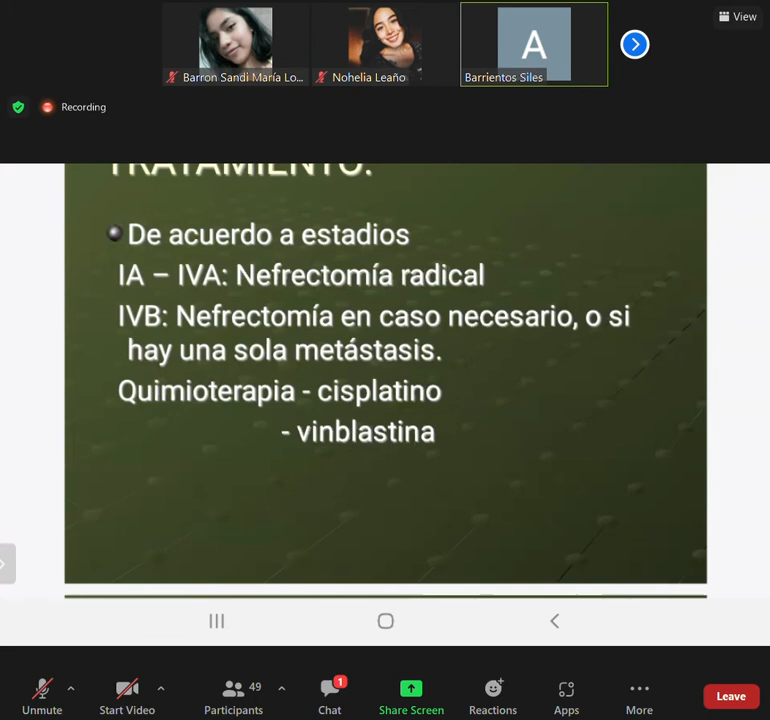 View
Barron Sandi María Lo...
Nohelia Leaño
A
Barrientos Siles
Recording
TRATAMIENTO:
De acuerdo a estadios
IA – IVA: Nefrectomía radical
IVB: Nefrectomía en caso necesario, o si
hay una sola metástasis.
Quimioterapia - cisplatino
- vinblastina
Unmute
Start Video
49
Participants
1
Chat
Share Screen
Reactions
Apps
More
Leave